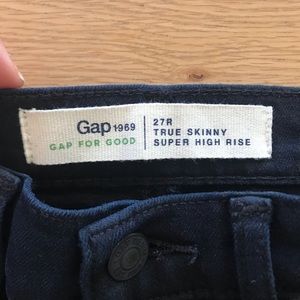 Gap 1969
GAP FOR GOOD
27R
TRUE SKINNY
SUPER HIGH RISE